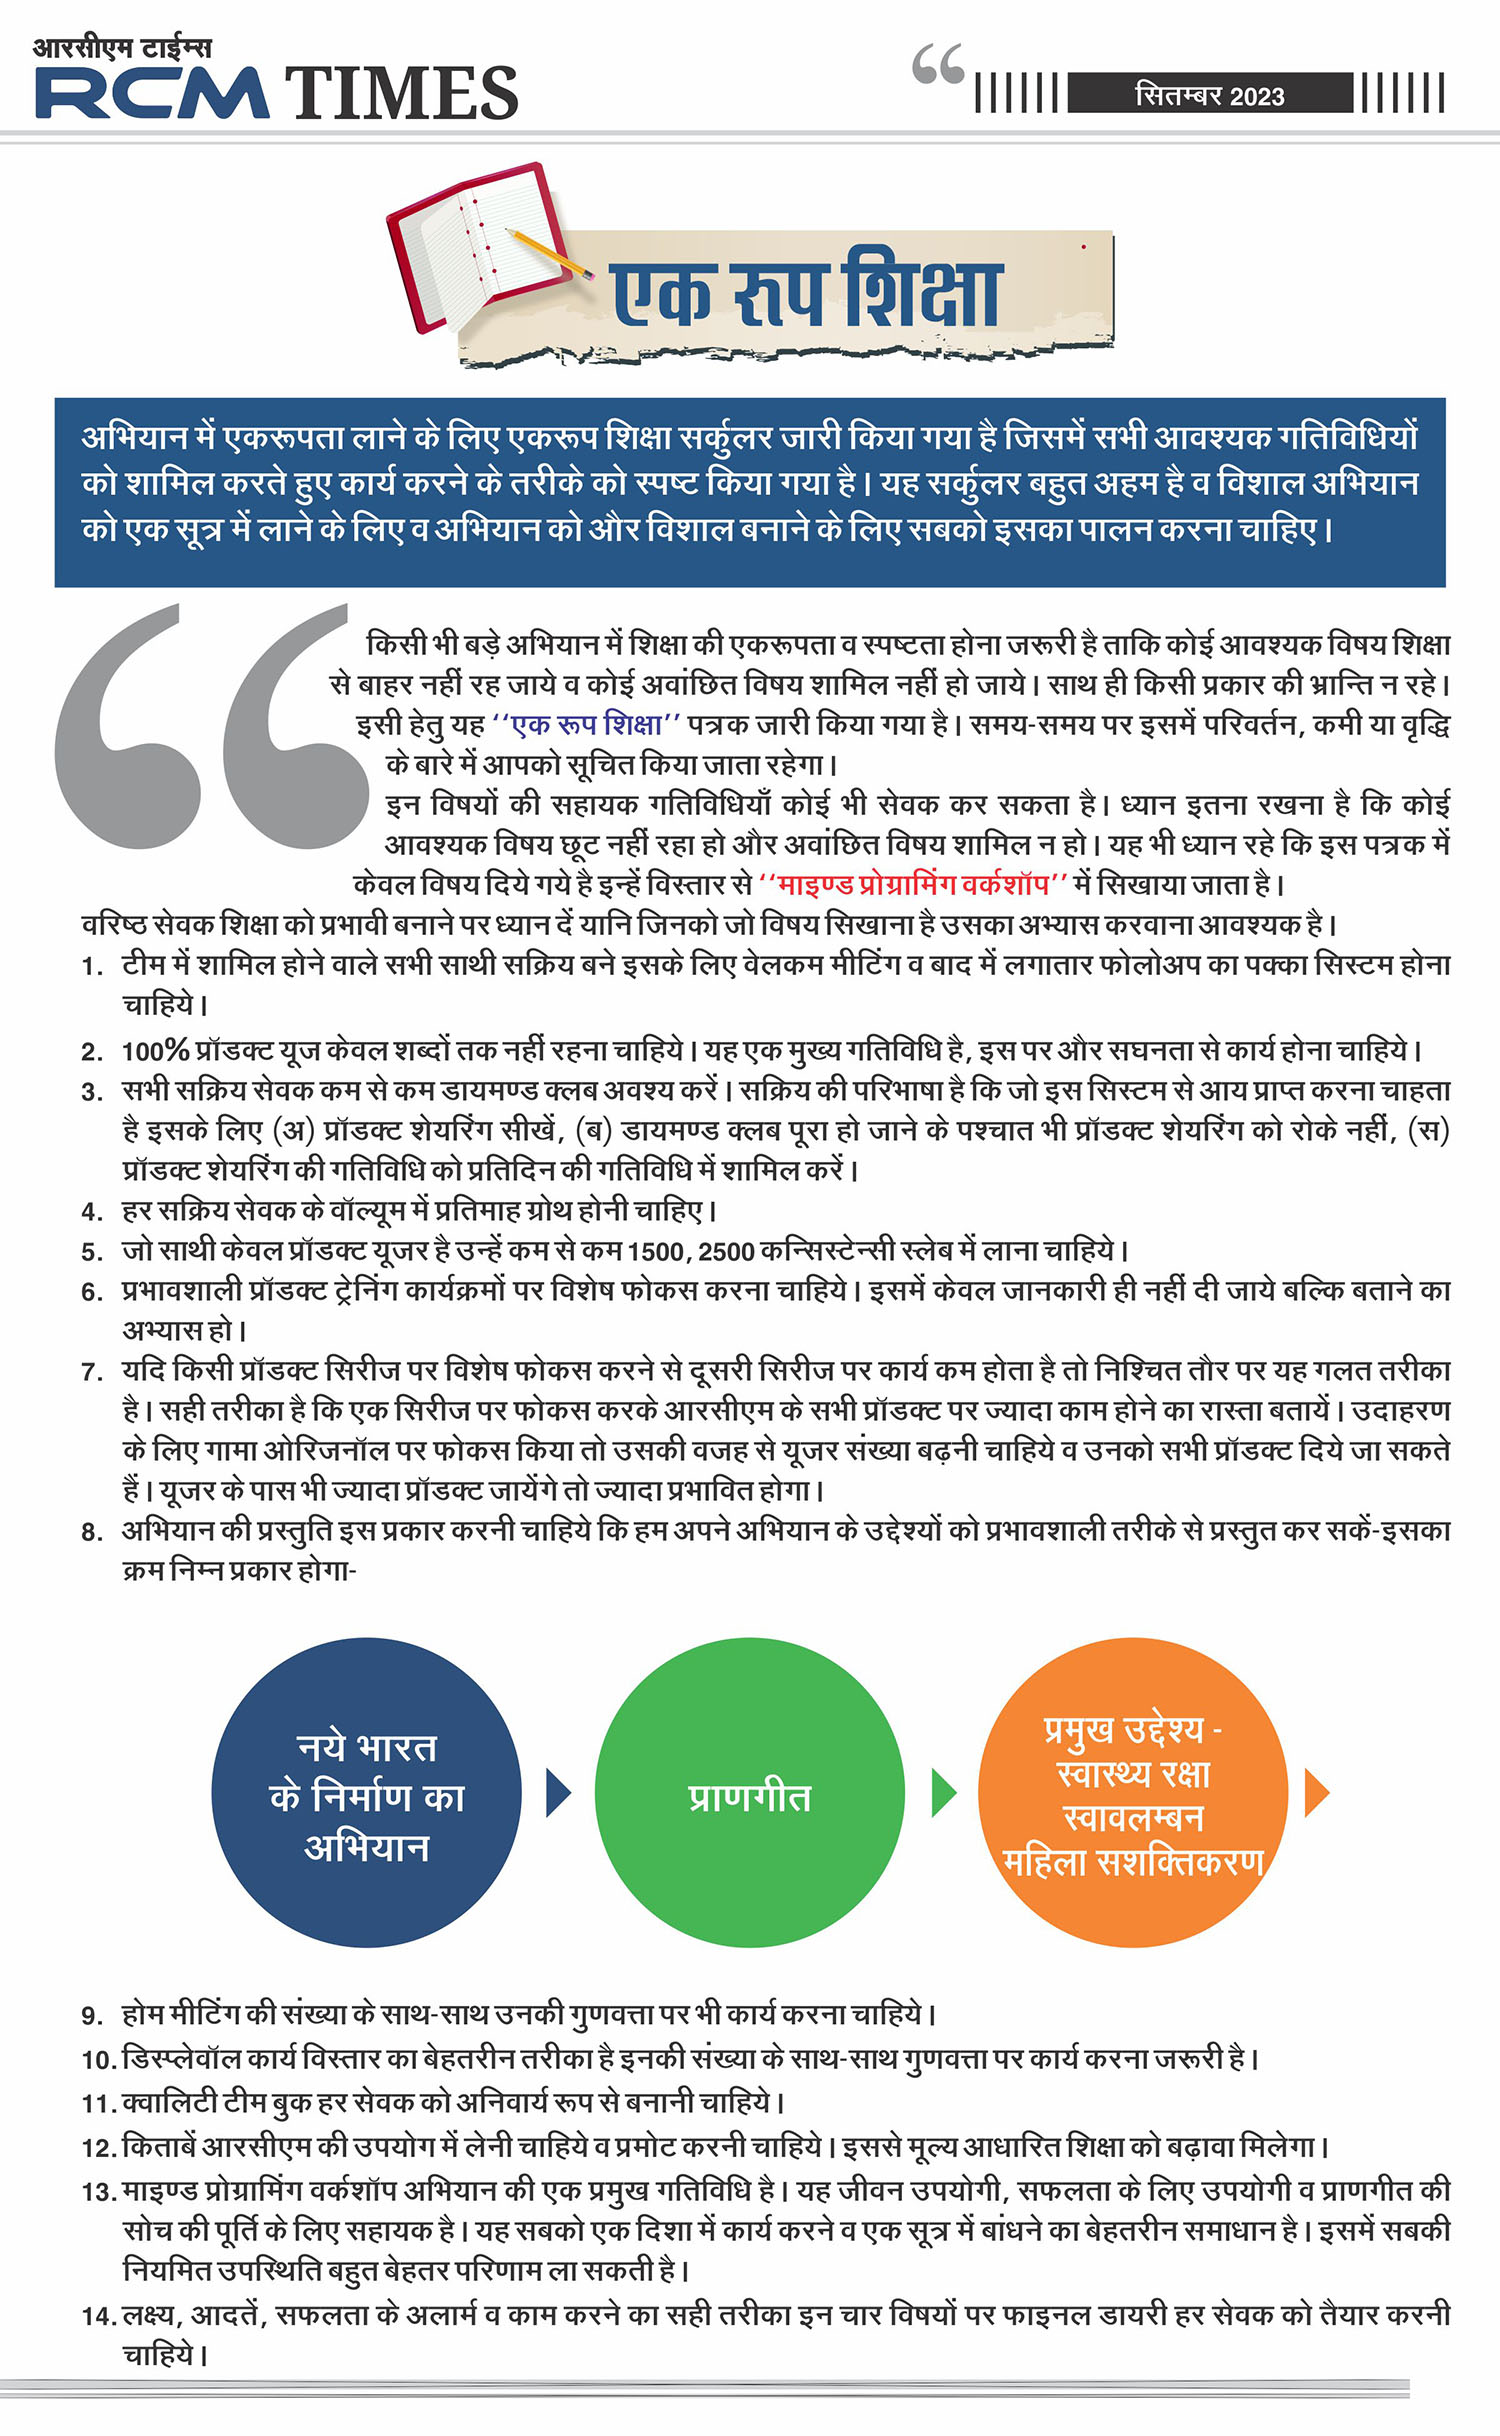 आरसीएम टाईम्स
RCM TIMES
सितम्बर 2023
एक रुप शिक्षा
अभियान में एकरूपता लाने के लिए एकरूप शिक्षा सर्कुलर जारी किया गया है जिसमें सभी आवश्यक गतिविधियों
को शामिल करते हुए कार्य करने के तरीके को स्पष्ट किया गया है। यह सर्कुलर बहुत अहम है व विशाल अभियान
को एक सूत्र में लाने के लिए व अभियान को और विशाल बनाने के लिए सबको इसका पालन करना चाहिए।
किसी भी बड़े अभियान में शिक्षा की एकरूपता व स्पष्टता होना जरूरी है ताकि कोई आवश्यक विषय शिक्षा
से बाहर नहीं रह जाये व कोई अवांछित विषय शामिल नहीं हो जाये। साथ ही किसी प्रकार की भ्रान्ति न रहे।
इसी हेतु यह ‘‘एक रूप शिक्षा’’ पत्रक जारी किया गया है। समय-समय पर इसमें परिवर्तन, कमी या वृद्धि
के बारे में आपको सूचित किया जाता रहेगा।
इन विषयों की सहायक गतिविधियाँ कोई भी सेवक कर सकता है। ध्यान इतना रखना है कि कोई
आवश्यक विषय छूट नहीं रहा हो और अवांछित विषय शामिल न हो। यह भी ध्यान रहे कि इस पत्रक में
केवल विषय दिये गये है इन्हें विस्तार से ‘‘माइण्ड प्रोग्रामिंग वर्कशॉप’’ में सिखाया जाता है।
वरिष्ठ सेवक शिक्षा को प्रभावी बनाने पर ध्यान दें यानि जिनको जो विषय सिखाना है उसका अभ्यास करवाना आवश्यक है।
1. टीम में शामिल होने वाले सभी साथी सक्रिय बने इसके लिए वेलकम मीटिंग व बाद में लगातार फोलोअप का पक्का सिस्टम होना
चाहिये।
2. 100% प्रॉडक्ट यूज केवल शब्दों तक नहीं रहना चाहिये। यह एक मुख्य गतिविधि है, इस पर और सघनता से कार्य होना चाहिये।
3. सभी सक्रिय सेवक कम से कम डायमण्ड क्लब अवश्य करें। सक्रिय की परिभाषा है कि जो इस सिस्टम से आय प्राप्त करना चाहता
है इसके लिए (अ) प्रॉडक्ट शेयरिंग सीखें, (ब) डायमण्ड क्लब पूरा हो जाने के पश्चात भी प्रॉडक्ट शेयरिंग को रोके नहीं, (स)
प्रॉडक्ट शेयरिंग की गतिविधि को प्रतिदिन की गतिविधि में शामिल करें।
4. हर सक्रिय सेवक के वॉल्यूम में प्रतिमाह ग्रोथ होनी चाहिए।
5. जो साथी केवल प्रॉडक्ट यूजर है उन्हें कम से कम 1500, 2500 कन्सिस्टेन्सी स्लेब में लाना चाहिये।
6. प्रभावशाली प्रॉडक्ट ट्रेनिंग कार्यक्रमों पर विशेष फोकस करना चाहिये। इसमें केवल जानकारी ही नहीं दी जाये बल्कि बताने का
अभ्यास हो।
7. यदि किसी प्रॉडक्ट सिरीज पर विशेष फोकस करने से दूसरी सिरीज पर कार्य कम होता है तो निश्चित तौर पर यह गलत तरीका
है। सही तरीका है कि एक सिरीज पर फोकस करके आरसीएम के सभी प्रॉडक्ट पर ज्यादा काम होने का रास्ता बतायें। उदाहरण
के लिए गामा ओरिजनॉल पर फोकस किया तो उसकी वजह से यूजर संख्या बढ़नी चाहिये व उनको सभी प्रॉडक्ट दिये जा सकते
हैं। यूजर के पास भी ज्यादा प्रॉडक्ट जायेंगे तो ज्यादा प्रभावित होगा।
8. अभियान की प्रस्तुति इस प्रकार करनी चाहिये कि हम अपने अभियान के उद्देश्यों को प्रभावशाली तरीके से प्रस्तुत कर सकें-इसका
क्रम निम्न प्रकार होगा-
नये भारत
के निर्माण का
अभियान
प्राणगीत
प्रमुख उद्देश्य -
स्वास्थ्य रक्षा
स्वावलम्बन
महिला सशक्तिकरण
9. होम मीटिंग की संख्या के साथ-साथ उनकी गुणवत्ता पर भी कार्य करना चाहिये।
10. डिस्प्लेवॉल कार्य विस्तार का बेहतरीन तरीका है इनकी संख्या के साथ-साथ गुणवत्ता पर कार्य करना जरूरी है।
11. क्वालिटी टीम बुक हर सेवक को अनिवार्य रूप से बनानी चाहिये।
12. किताबें आरसीएम की उपयोग में लेनी चाहिये व प्रमोट करनी चाहिये। इससे मूल्य आधारित शिक्षा को बढ़ावा मिलेगा।
13. माइण्ड प्रोग्रामिंग वर्कशॉप अभियान की एक प्रमुख गतिविधि है। यह जीवन उपयोगी, सफलता के लिए उपयोगी व प्राणगीत की
सोच की पूर्ति के लिए सहायक है। यह सबको एक दिशा में कार्य करने व एक सूत्र में बांधने का बेहतरीन समाधान है। इसमें सबकी
नियमित उपस्थिति बहुत बेहतर परिणाम ला सकती है।
14. लक्ष्य, आदतें, सफलता के अलार्म व काम करने का सही तरीका इन चार विषयों पर फाइनल डायरी हर सेवक को तैयार करनी
चाहिये।